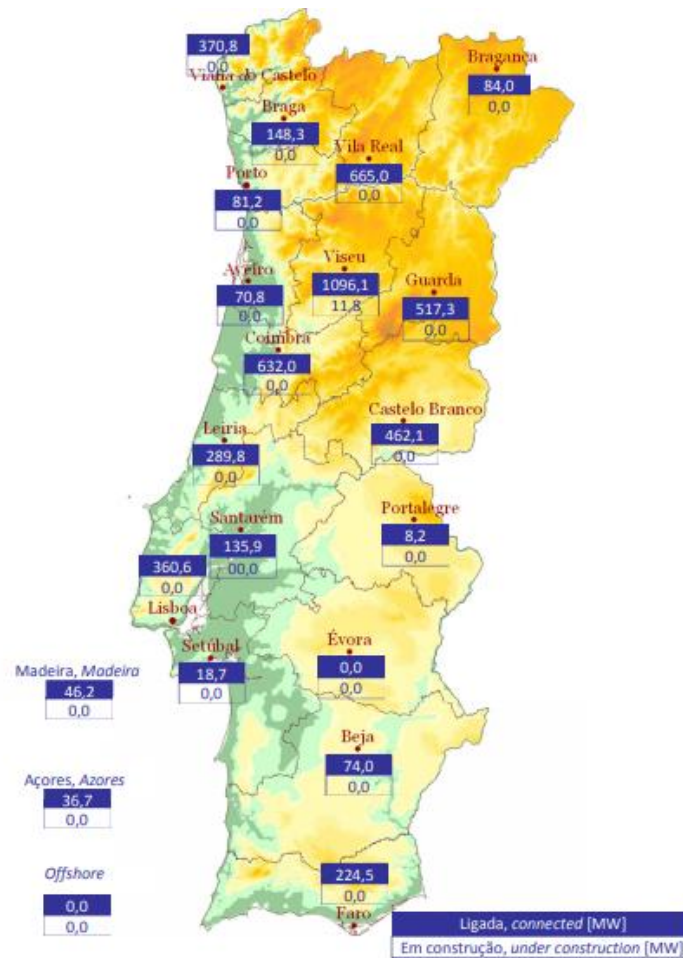 370,8
0,0
Viana do Castelo
Bragança
84,0
0,0
Braga
148,3
0,0
Vila Real
665,0
0,0
Porto
81,2
0,0
Viseu
1096,1
11,8
Aveiro
70,8
0,0
Guarda
517,3
0,0
Coimbra
632,0
0,0
Castelo Branco
462,1
0,0
Leiria
289,8
0,0
Portalegre
8,2
0,0
Santarém
135,9
00,0
360,6
0,0
Lisboa
Setúbal
18,7
0,0
Évora
0,0
0,0
Madeira, Madeira
46,2
0,0
Beja
74,0
0,0
Açores, Azores
36,7
0,0
Offshore
0,0
0,0
224,5
0,0
Faro
Ligada, connected [MW]
Em construção, under construction [MW]